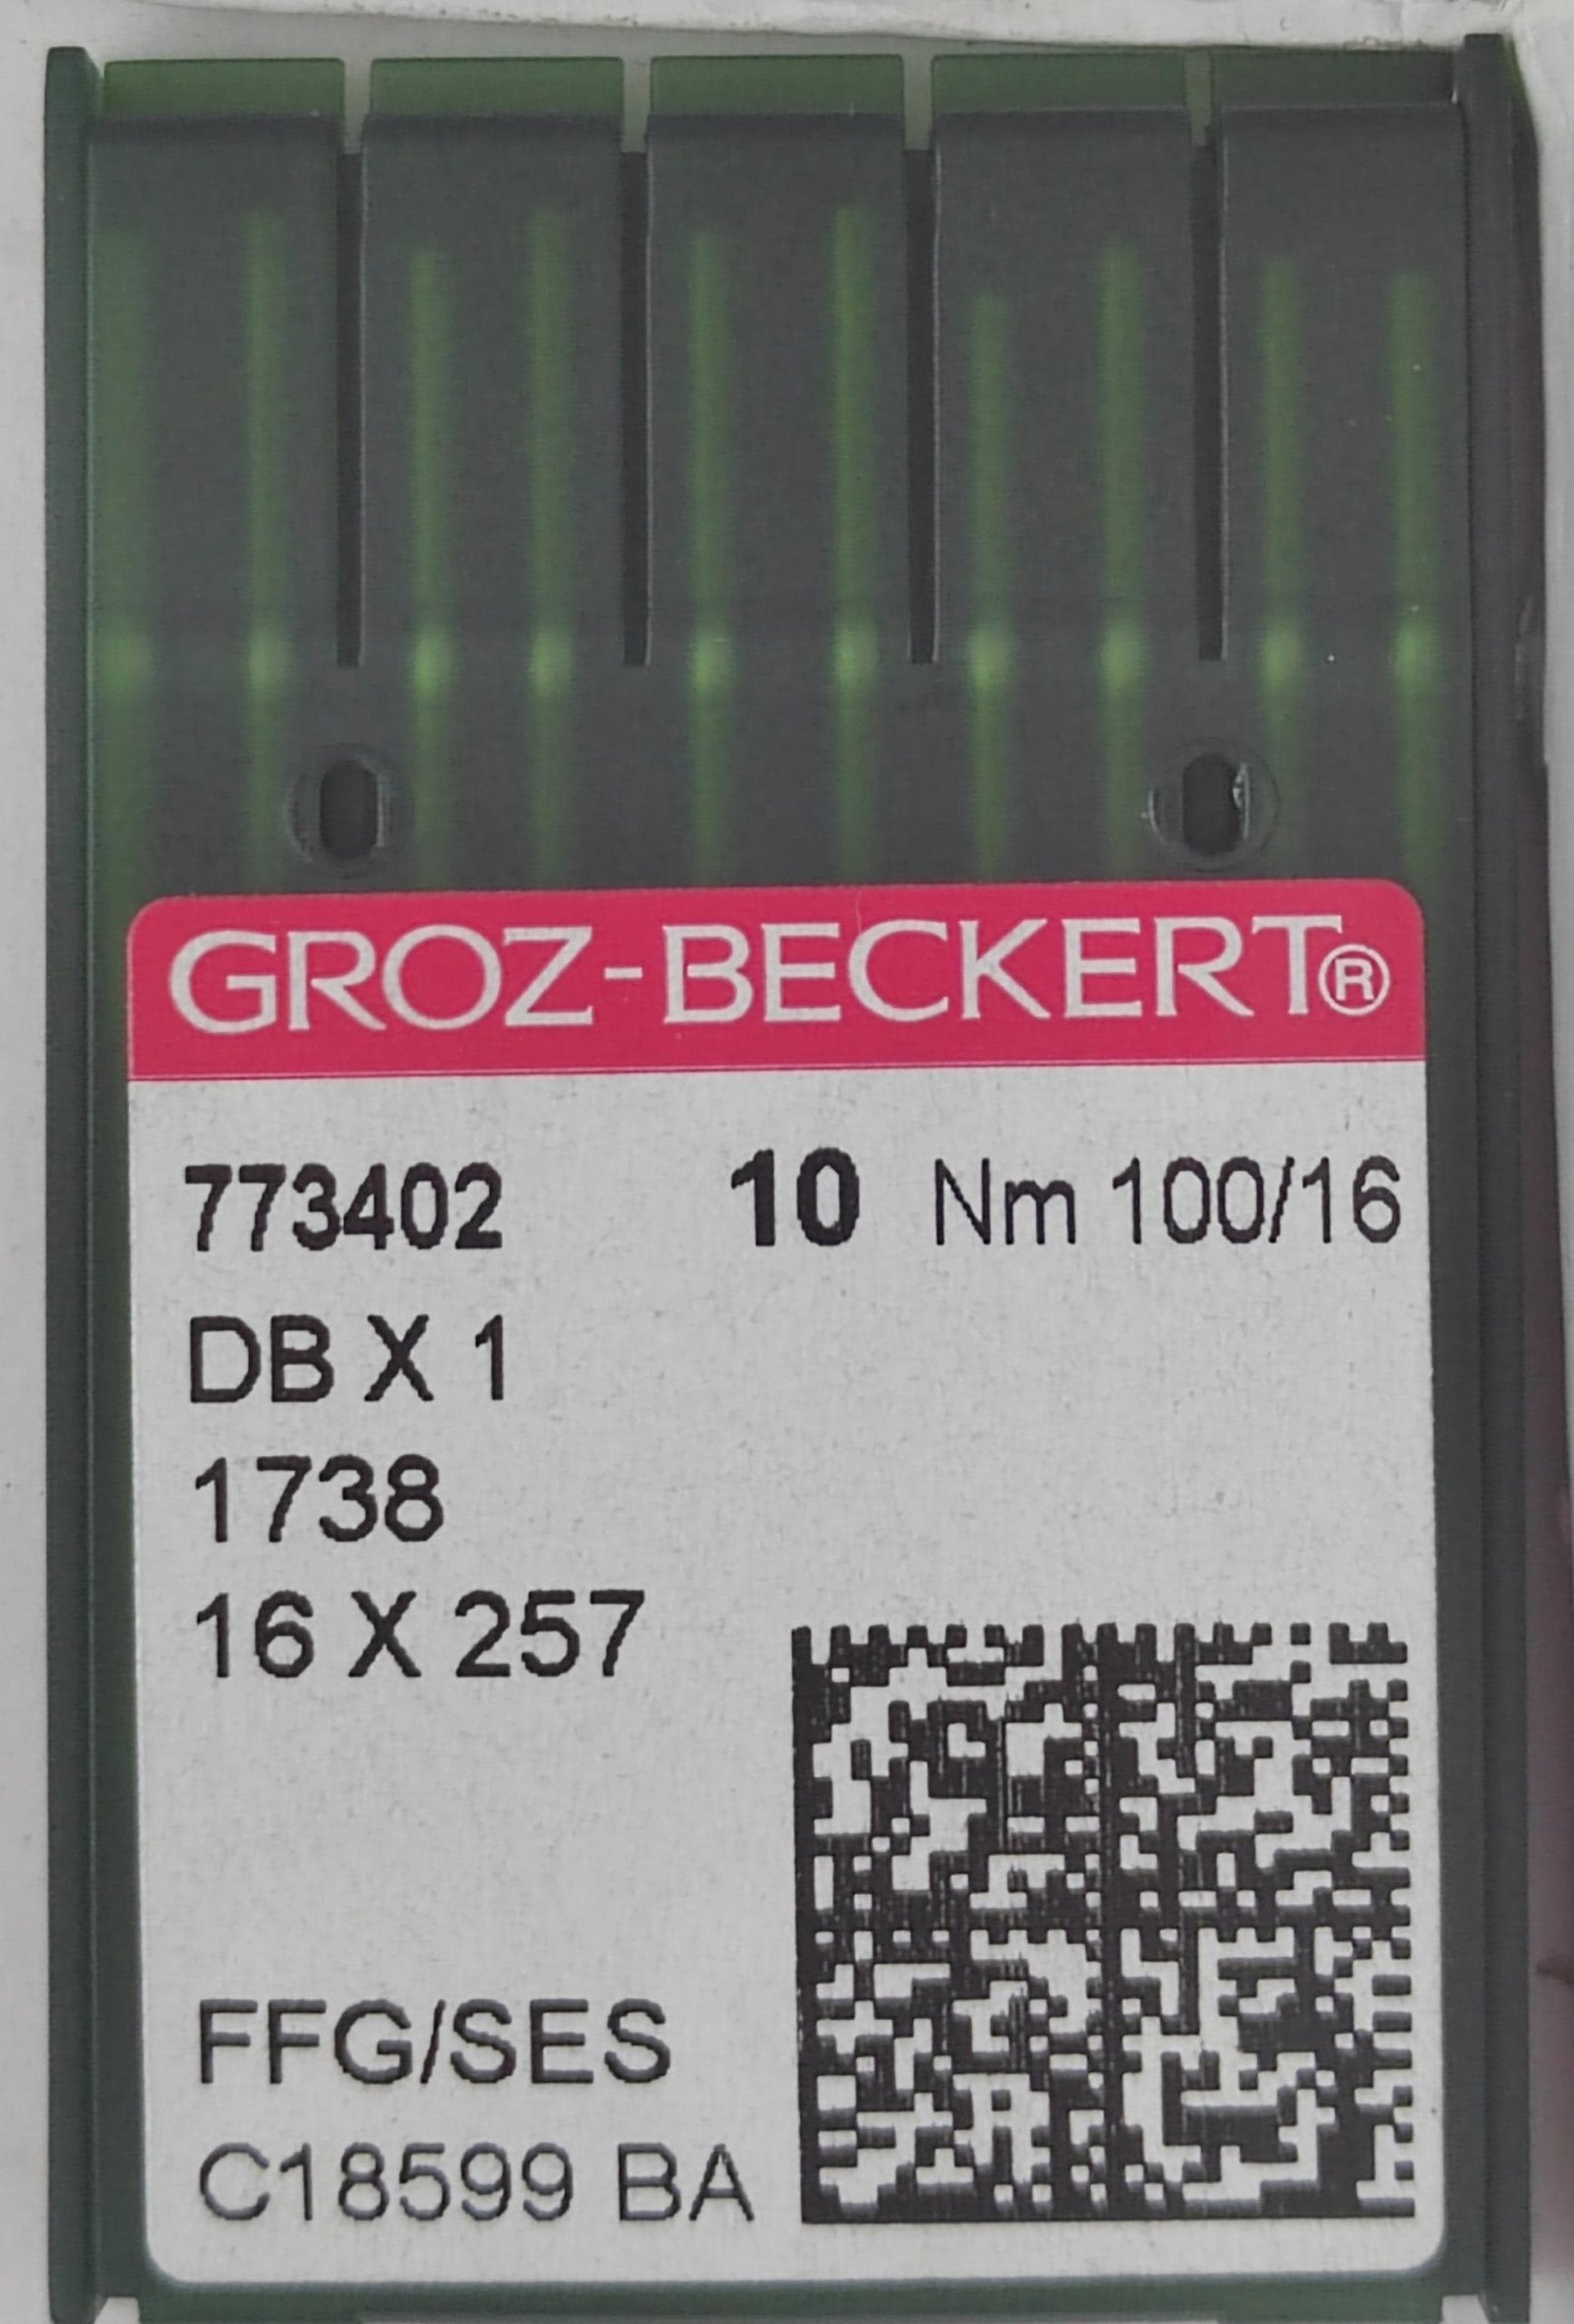 GROZ-BECKERT®
773402 10 Nm 100/16
DB X 1
1738
16 X 257
FFG/SES
C18599 BA